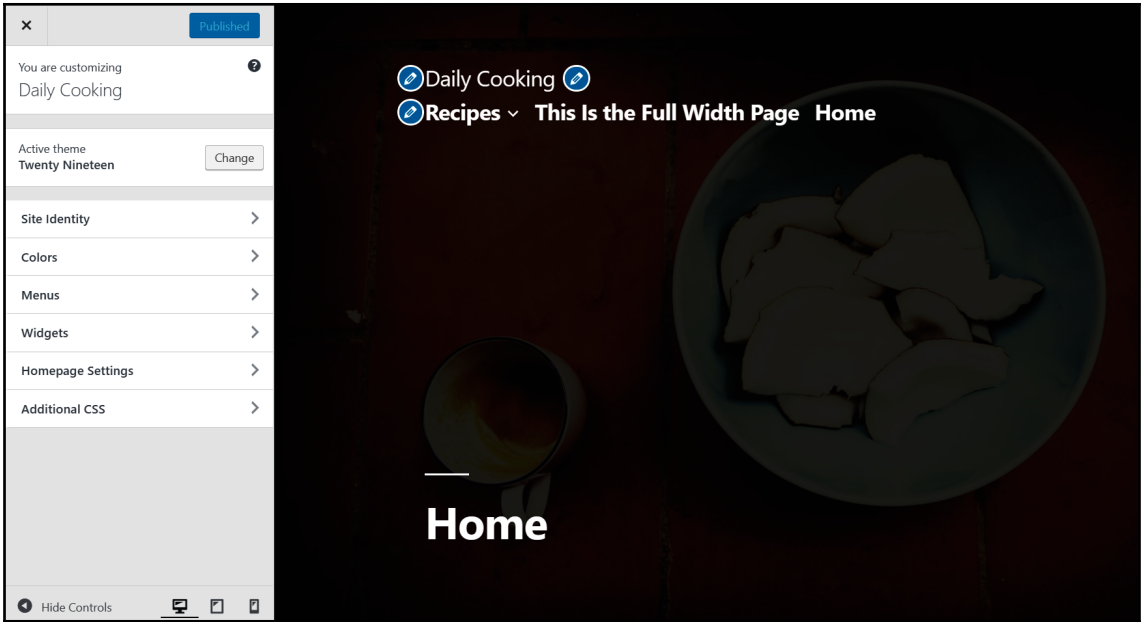 Published
You are customizing
Daily Cooking
Active theme
Twenty Nineteen
Change
Site Identity
Colors
Menus
Widgets
Homepage Settings
Additional CSS
Hide Controls
Daily Cooking
Recipes This Is the Full Width Page Home
Home